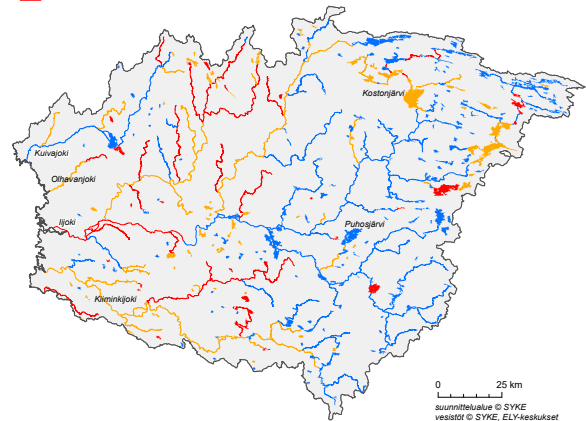 Kostonjärvi
Kuivajoki
Olhavanjoki
Iijoki
Puhosjärvi
Kiiminkijoki
0 25 km
suunnittelualue © SYKE
vesistöt © SYKE, ELY-keskukset